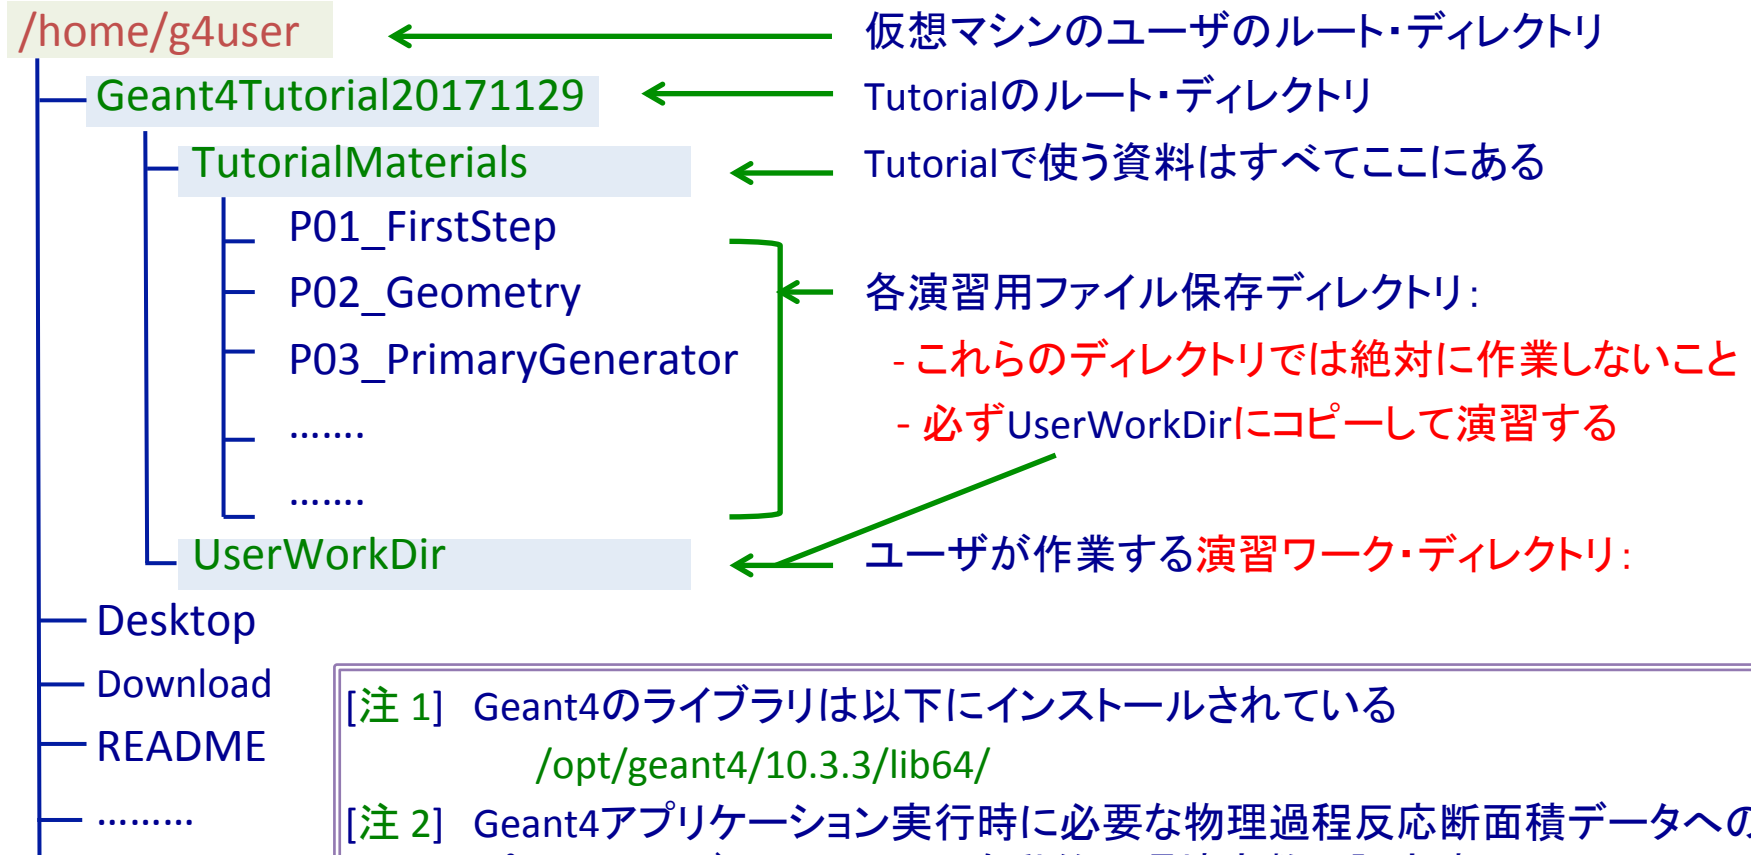 /home/g4user 仮想マシンのユーザのルート・ディレクトリ
Geant4Tutorial20171129 Tutorialのルート・ディレクトリ
TutorialMaterials Tutorialで使う資料はすべてここにある
P01_FirstStep
P02_Geometry 各演習用ファイル保存ディレクトリ:
P03_PrimaryGenerator - これらのディレクトリでは絶対に作業しないこと
....... - 必ずUserWorkDirにコピーして演習する
.......
UserWorkDir ユーザが作業する演習ワーク・ディレクトリ:
Desktop
Download
[注 1] Geant4のライブラリは以下にインストールされている
README
/opt/geant4/10.3.3/lib64/
......... [注 2] Geant4アプリケーション実行時に必要な物理過程反応断面積データへの